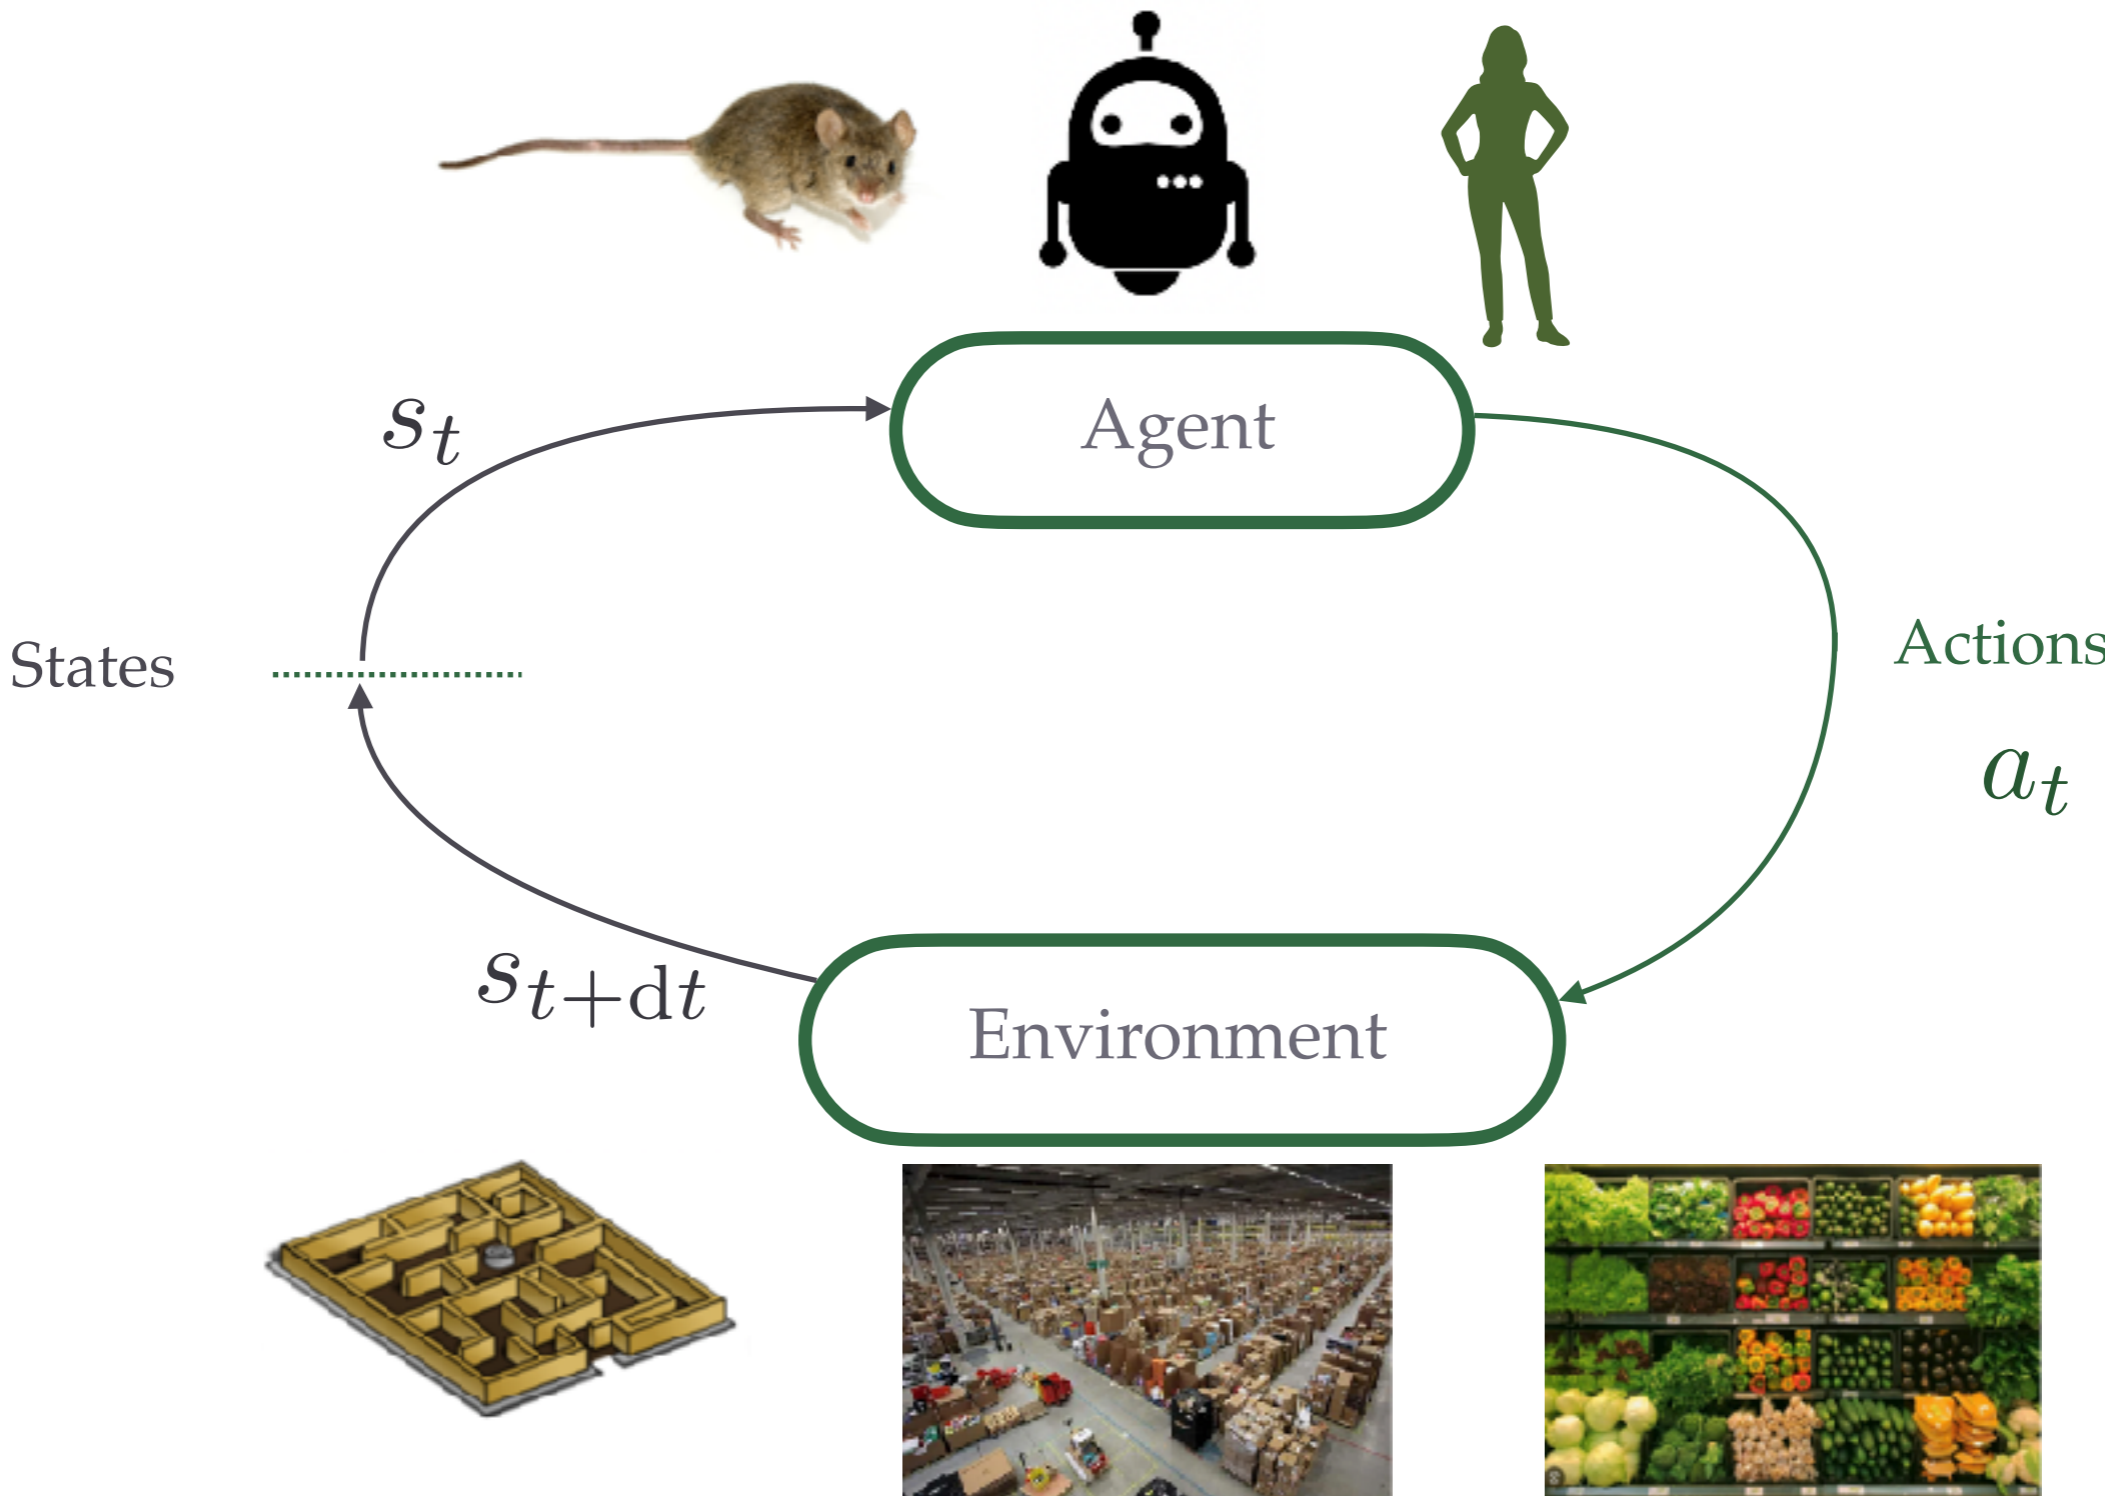 s_t
Agent
States
Actions
a_t
s_{t+dt}
Environment